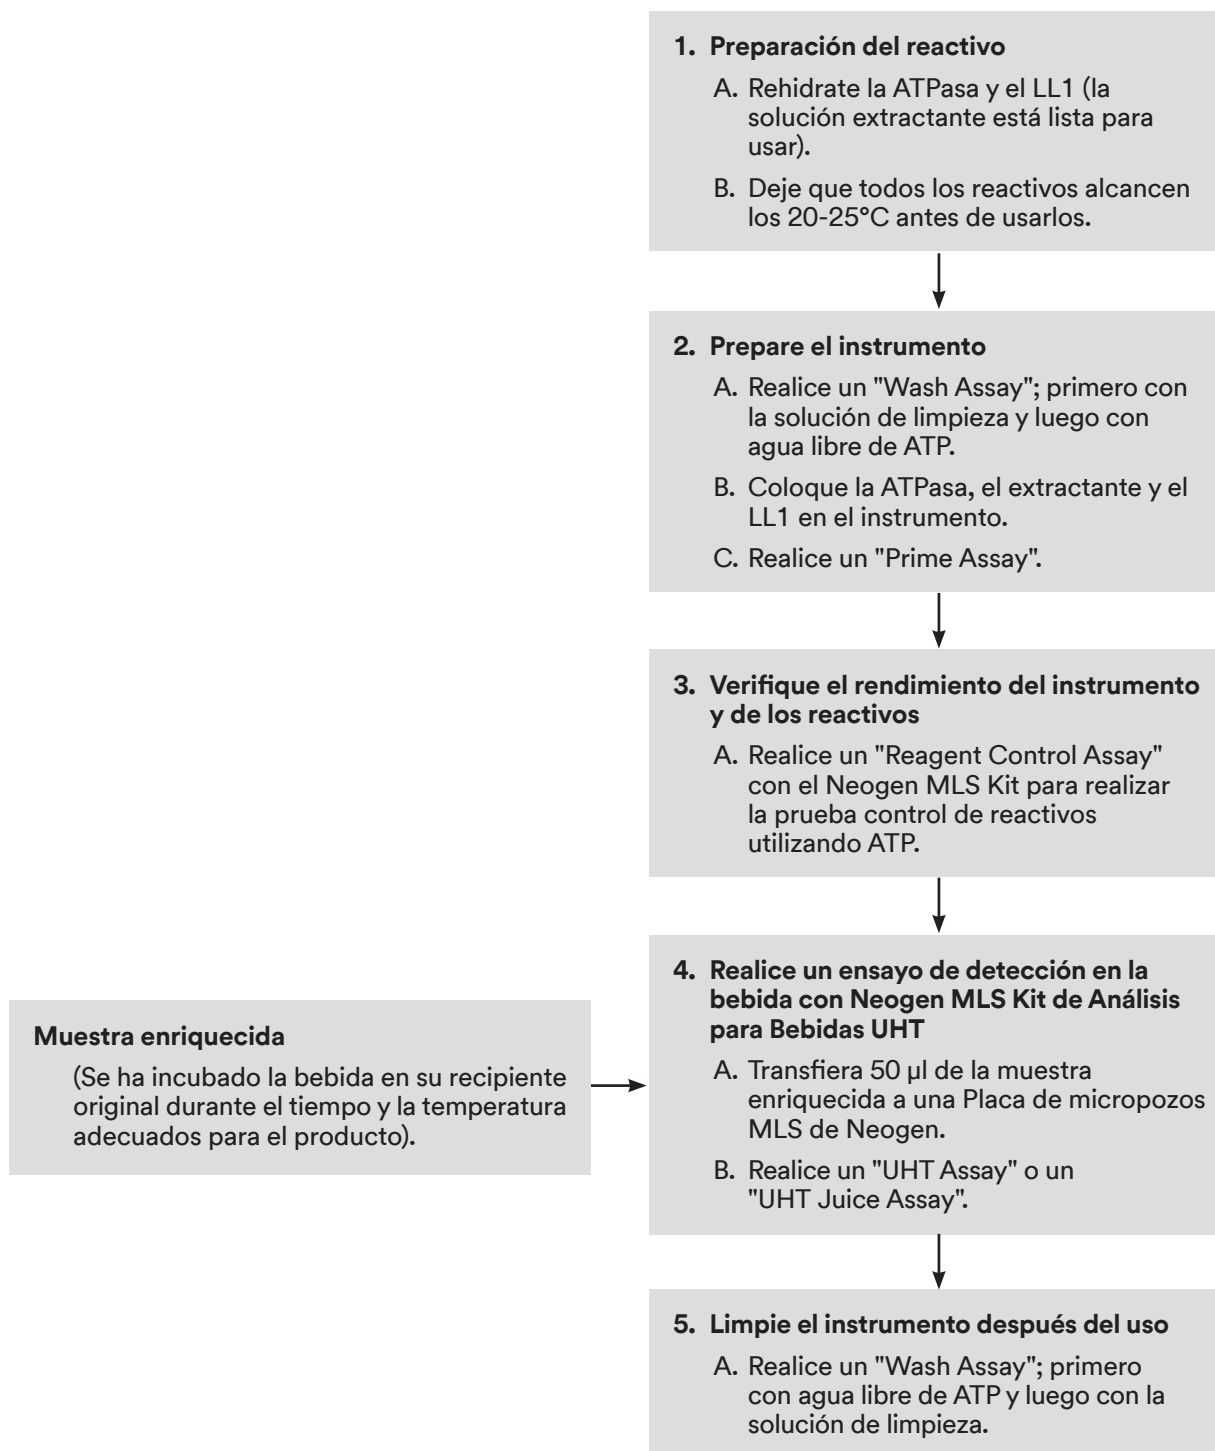 1. Preparación del reactivo
A. Rehidrate la ATPasa y el LL1 (la
solución extractante está lista para
usar).
B. Deje que todos los reactivos alcancen
los 20-25°C antes de usarlos.
2. Prepare el instrumento
A. Realice un "Wash Assay"; primero con
la solución de limpieza y luego con
agua libre de ATP.
B. Coloque la ATPasa, el extractante y el
LL1 en el instrumento.
C. Realice un "Prime Assay".
3. Verifique el rendimiento del instrumento
y de los reactivos
A. Realice un "Reagent Control Assay"
con el Neogen MLS Kit para realizar
la prueba control de reactivos
utilizando ATP.
Muestra enriquecida
(Se ha incubado la bebida en su recipiente
original durante el tiempo y la temperatura
adecuados para el producto).
4. Realice un ensayo de detección en la
bebida con Neogen MLS Kit de Análisis
para Bebidas UHT
A. Transfiera 50 µl de la muestra
enriquecida a una Placa de micropozos
MLS de Neogen.
B. Realice un "UHT Assay" o un
"UHT Juice Assay".
5. Limpie el instrumento después del uso
A. Realice un "Wash Assay"; primero
con agua libre de ATP y luego con la
solución de limpieza.